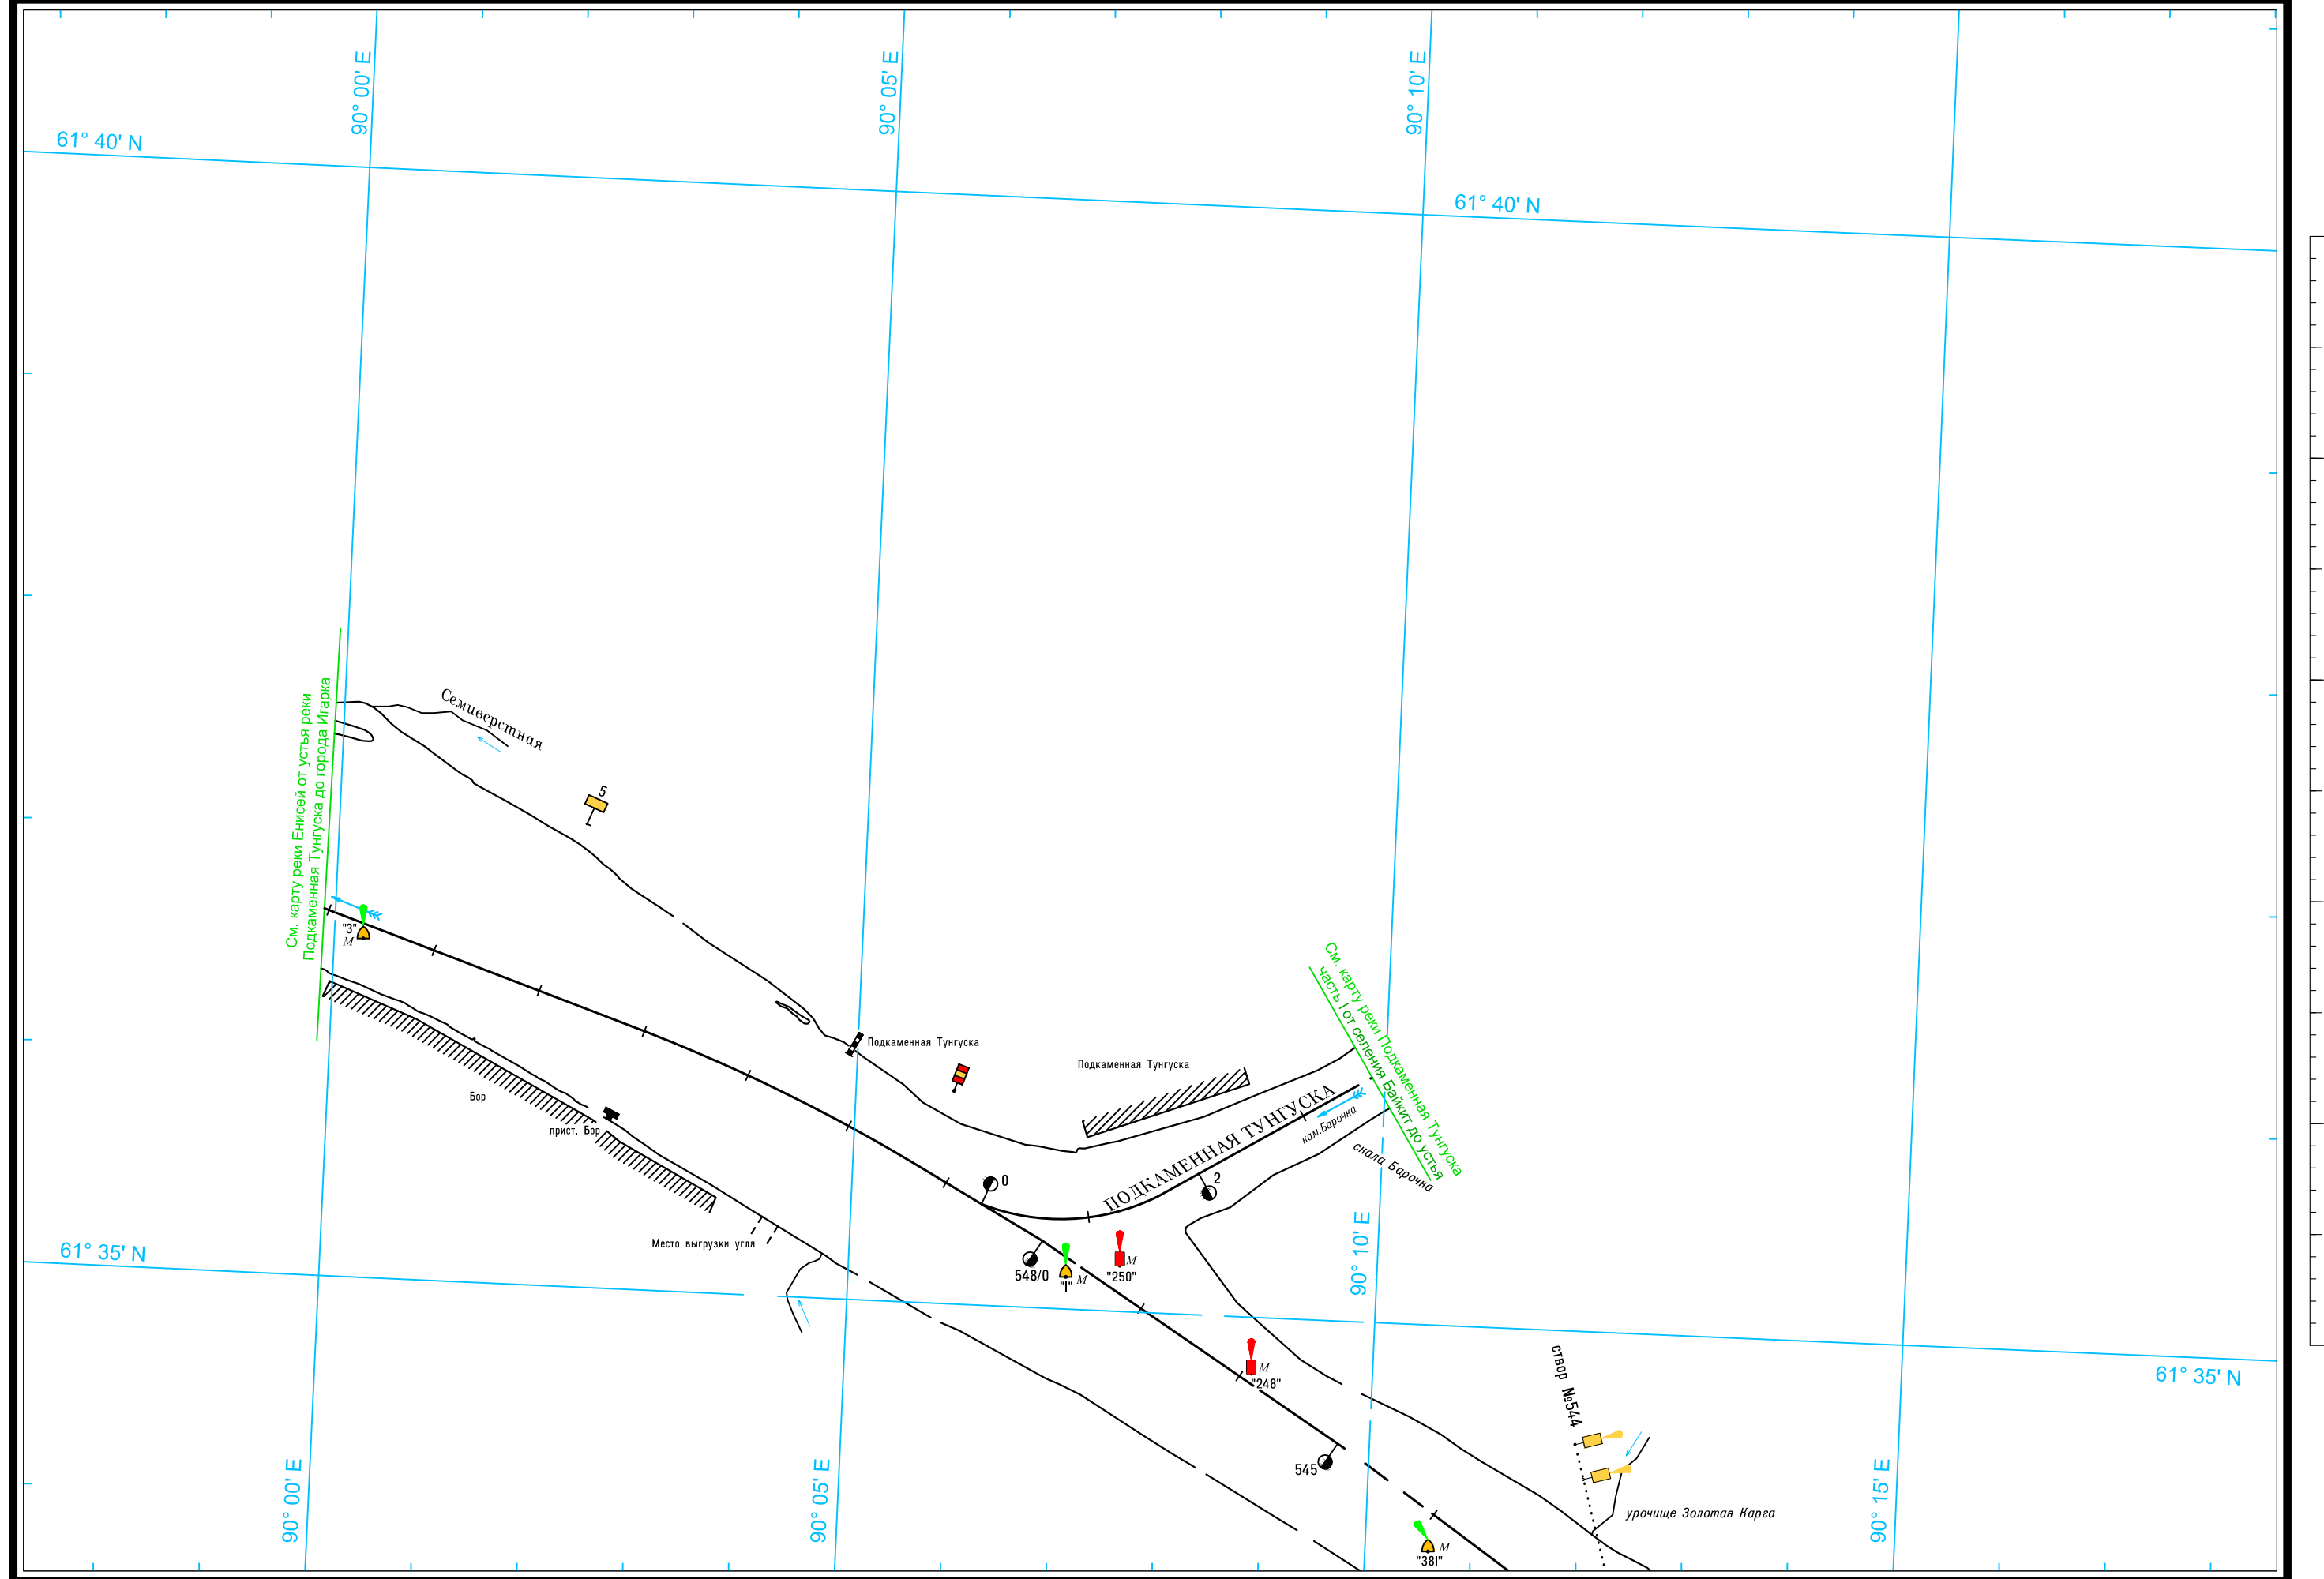 90° 00' E
90° 05' E
90° 10' E
61° 40' N
61° 40' N
См. карту реки Енисей от устья реки
Подкаменная Тунгуска до города Игарка
Семиверстная
5
"3"
М
Подкаменная Тунгуска
Подкаменная Тунгуска
См. карту реки Подкаменная Тунгуска
часть I от селения Байкит до устья
Бор
прист. Бор
ПОДКАМЕННАЯ ТУНГУСКА
кам.Барочка
скала Барочка
0
2
Место выгрузки угля
548/0
"I"
М
М
"250"
90° 10' E
61° 35' N
М
"248"
створ №544
61° 35' N
545
90° 00' E
90° 05' E
90° 15' E
урочище Золотая Карга
М
"38I"